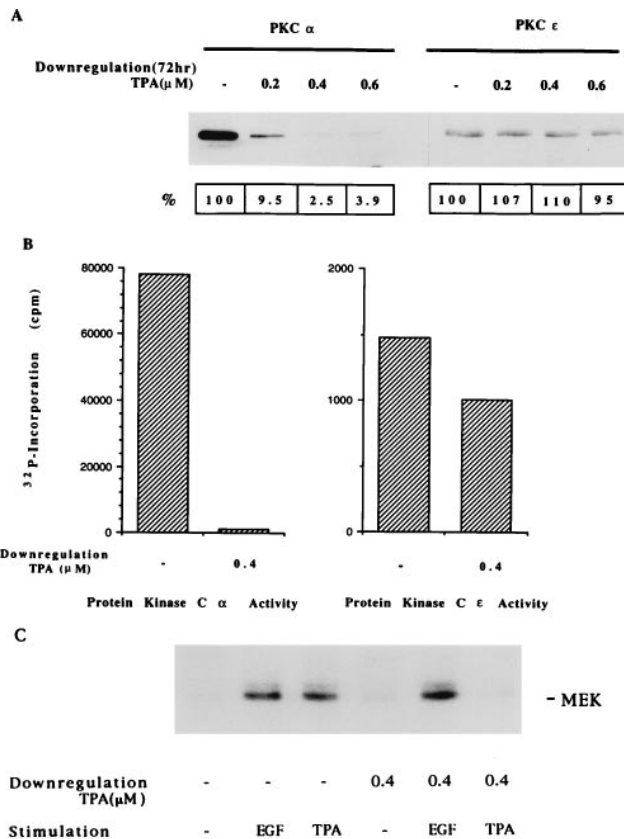 A
PKC α PKC ε
Downregulation(72hr)
TPA(μM) - 0.2 0.4 0.6 - 0.2 0.4 0.6
% 100 9.5 2.5 3.9 100 107 110 95
B
80000 2000
60000
40000 1000
20000
0 0
32P-Incorporation (cpm)
Downregulation
TPA (μM) - 0.4 - 0.4
Protein Kinase C α Activity Protein Kinase C ε Activity
C
- MEK
Downregulation - - - 0.4 0.4 0.4
TPA(μM)
Stimulation - EGF TPA - EGF TPA